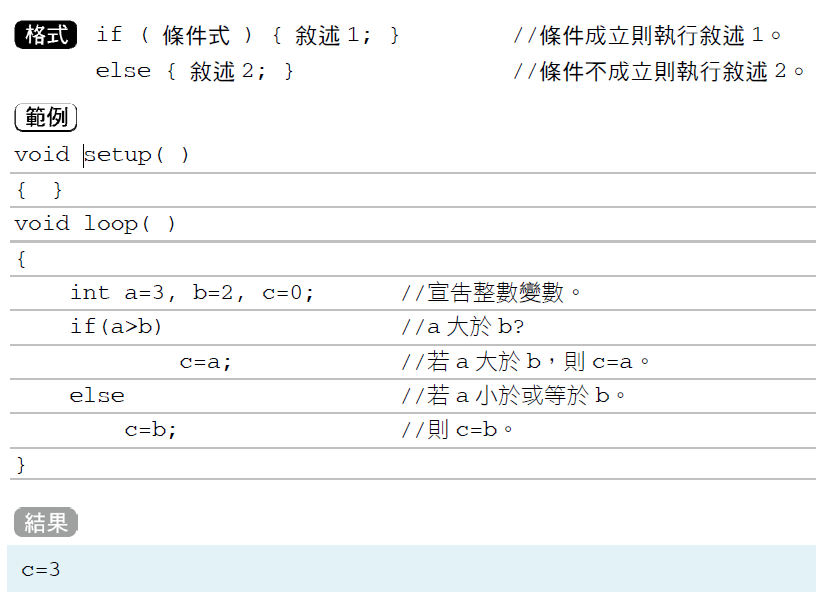 格式 if ( 條件式 ) { 敘述 1; } //條件成立則執行敘述 1。
else { 敘述 2; } //條件不成立則執行敘述 2。
範例
void setup( )
{ }
void loop( )
{
int a=3, b=2, c=0; //宣告整數變數。
if(a>b) //a 大於 b?
c=a; //若 a 大於 b，則 c=a。
else //若 a 小於或等於 b。
c=b; //則 c=b。
}
結果
c=3